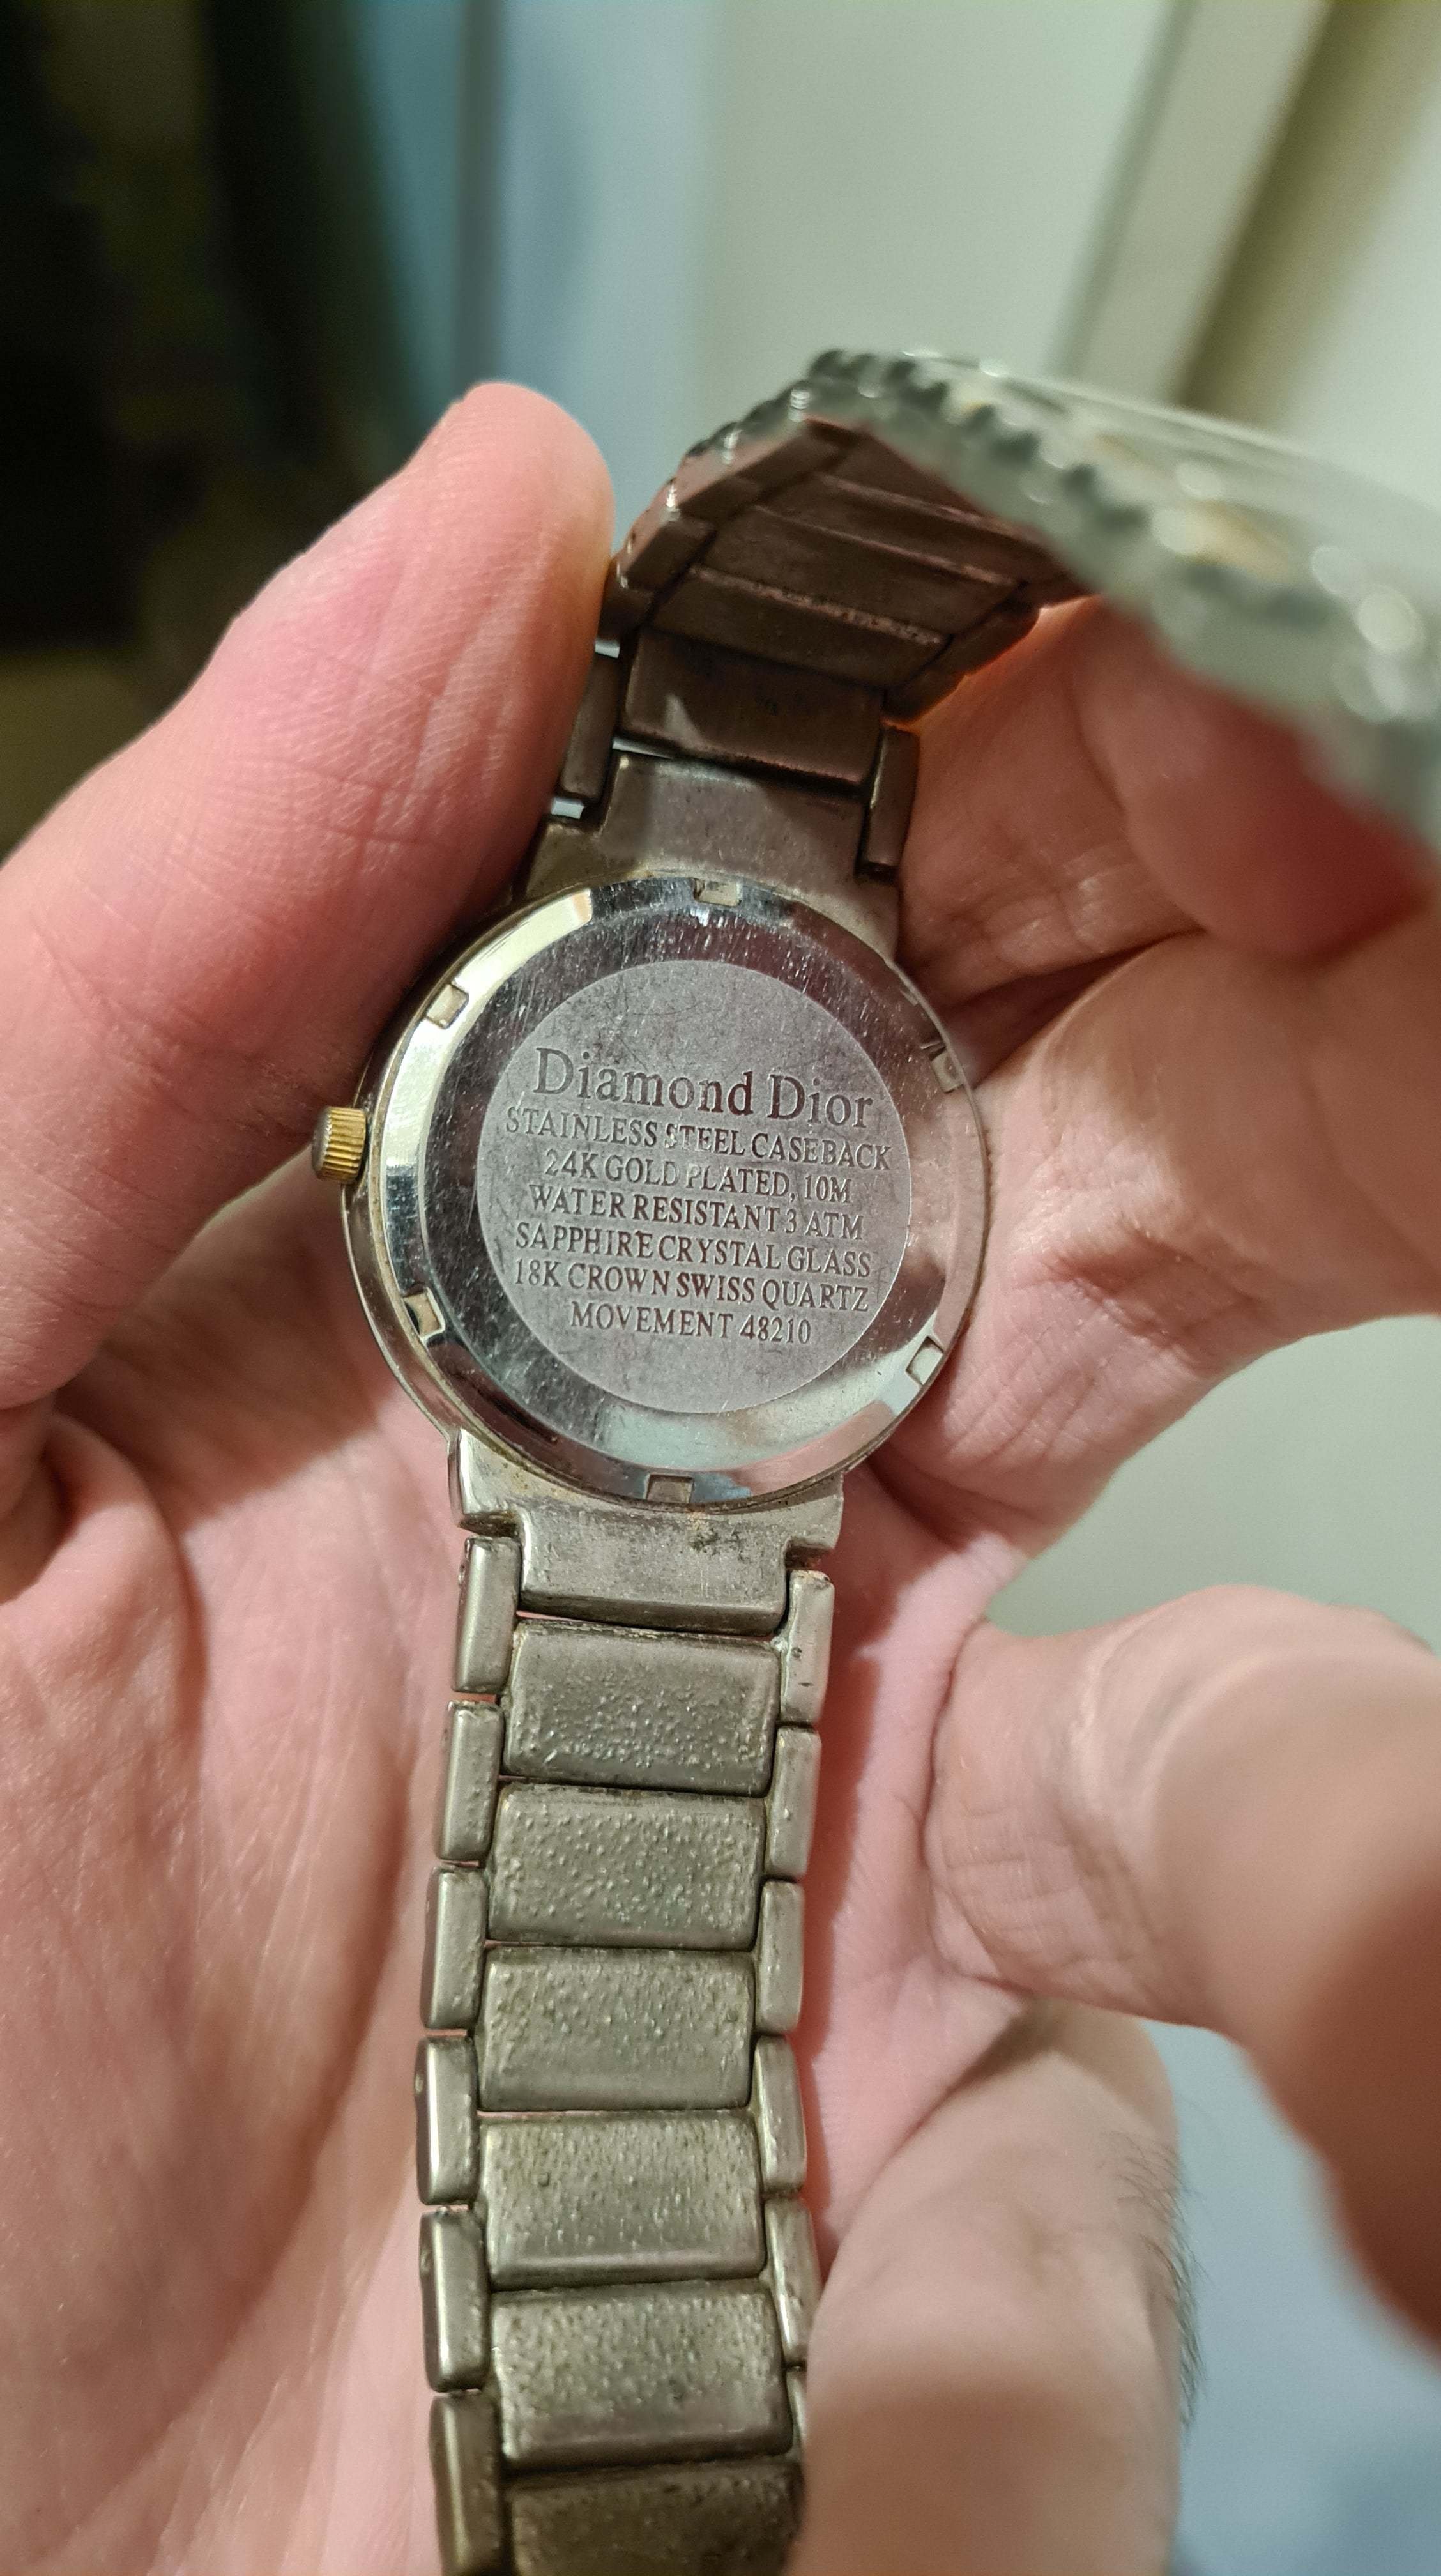 Diamond Dior
STAINLESS STEEL CASEBACK
24K GOLD PLATED, 10M
WATER RESISTANT 3 ATM
SAPPHIRE CRYSTAL GLASS
18K CROWN SWISS QUARTZ
MOVEMENT 48210